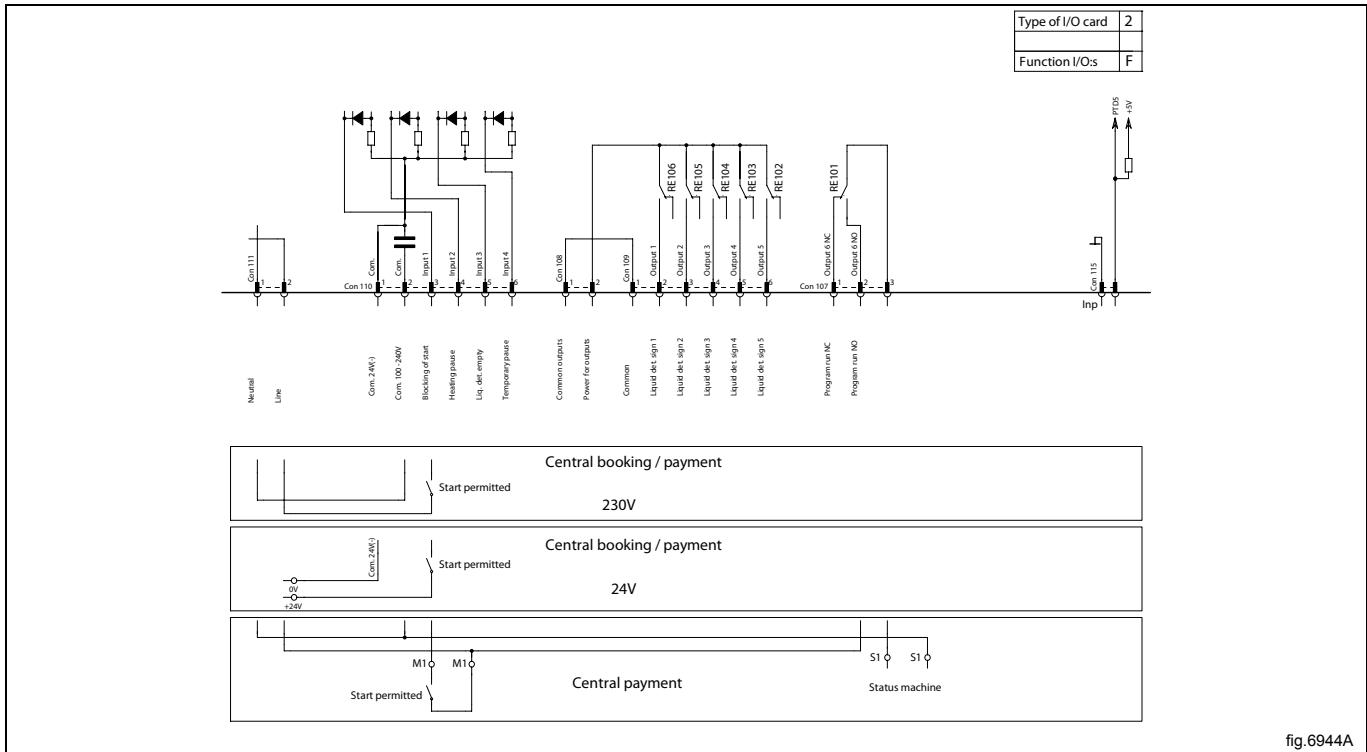 Type of I/O card 2
Function I/O:s F
PTD5
+5V
RE106
RE105
RE104
RE103
RE102
RE101
Con 111
1
2
Con 110
Com.
Com.
Input 1
Input 2
Input 3
Input 4
1
2
3
4
5
6
Con 108
1
2
Con 109
Output 1
Output 2
Output 3
Output 4
Output 5
1
2
3
4
5
6
Con 107
Output 6 NC
Output 6 NO
1
2
3
Con 115
Inp
Neutral
Line
Com. 24V(-)
Com. 100 - 240V
Blocking of start
Heating pause
Liq. det. empty
Temporary pause
Common outputs
Power for outputs
Common
Liquid det. sign 1
Liquid det. sign 2
Liquid det. sign 3
Liquid det. sign 4
Liquid det. sign 5
Program run NC
Program run NO
Central booking / payment
Start permitted
230V
Central booking / payment
Com. 24V(-)
Start permitted
0V
24V
+24V
M1 M1
S1 S1
Central payment
Start permitted
Status machine
fig.6944A